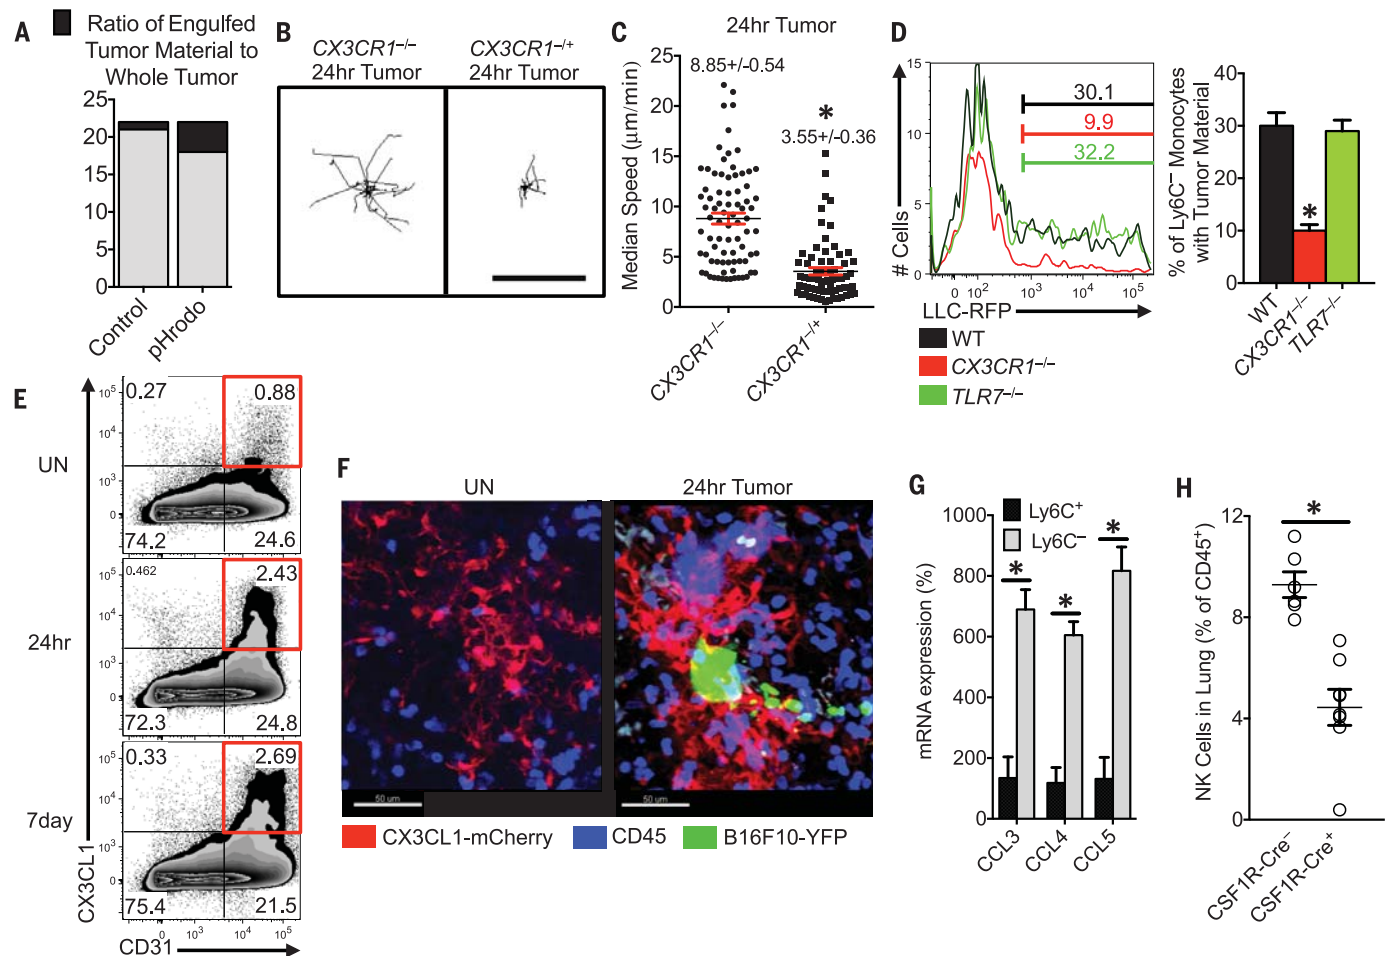 A
Ratio of Engulfed
Tumor Material to
Whole Tumor
25
20
15
10
5
0
Control
pHrodo
B
CX3CR1–/–
24hr Tumor
CX3CR1–/+
24hr Tumor
C
24hr Tumor
Median Speed (μm/min)
25
20
15
10
5
0
8.85+/-0.54
*
3.55+/-0.36
CX3CR1–/–
CX3CR1–/+
D
# Cells
15
10
5
0
30.1
9.9
32.2
0 10² 10³ 10⁴ 10⁵
LLC-RFP
WT
CX3CR1–/–
TLR7–/–
% of Ly6C– Monocytes
with Tumor Material
40
30
20
10
0
*
WT
CX3CR1–/–
TLR7–/–
E
UN
10⁵
10⁴
10³
0
0.27
0.88
74.2
24.6
24hr
10⁵
10⁴
10³
0
0.462
2.43
72.3
24.8
7day
10⁵
10⁴
10³
0
0.33
2.69
75.4
21.5
0 10³ 10⁴ 10⁵
CX3CL1
CD31
F
UN
24hr Tumor
50 um
50 um
CX3CL1-mCherry
CD45
B16F10-YFP
G
Ly6C+
Ly6C–
mRNA expression (%)
1000
800
600
400
200
0
*
*
*
CCL3
CCL4
CCL5
H
NK Cells in Lung (% of CD45+)
12
8
4
0
*
CSF1R-Cre–
CSF1R-Cre+